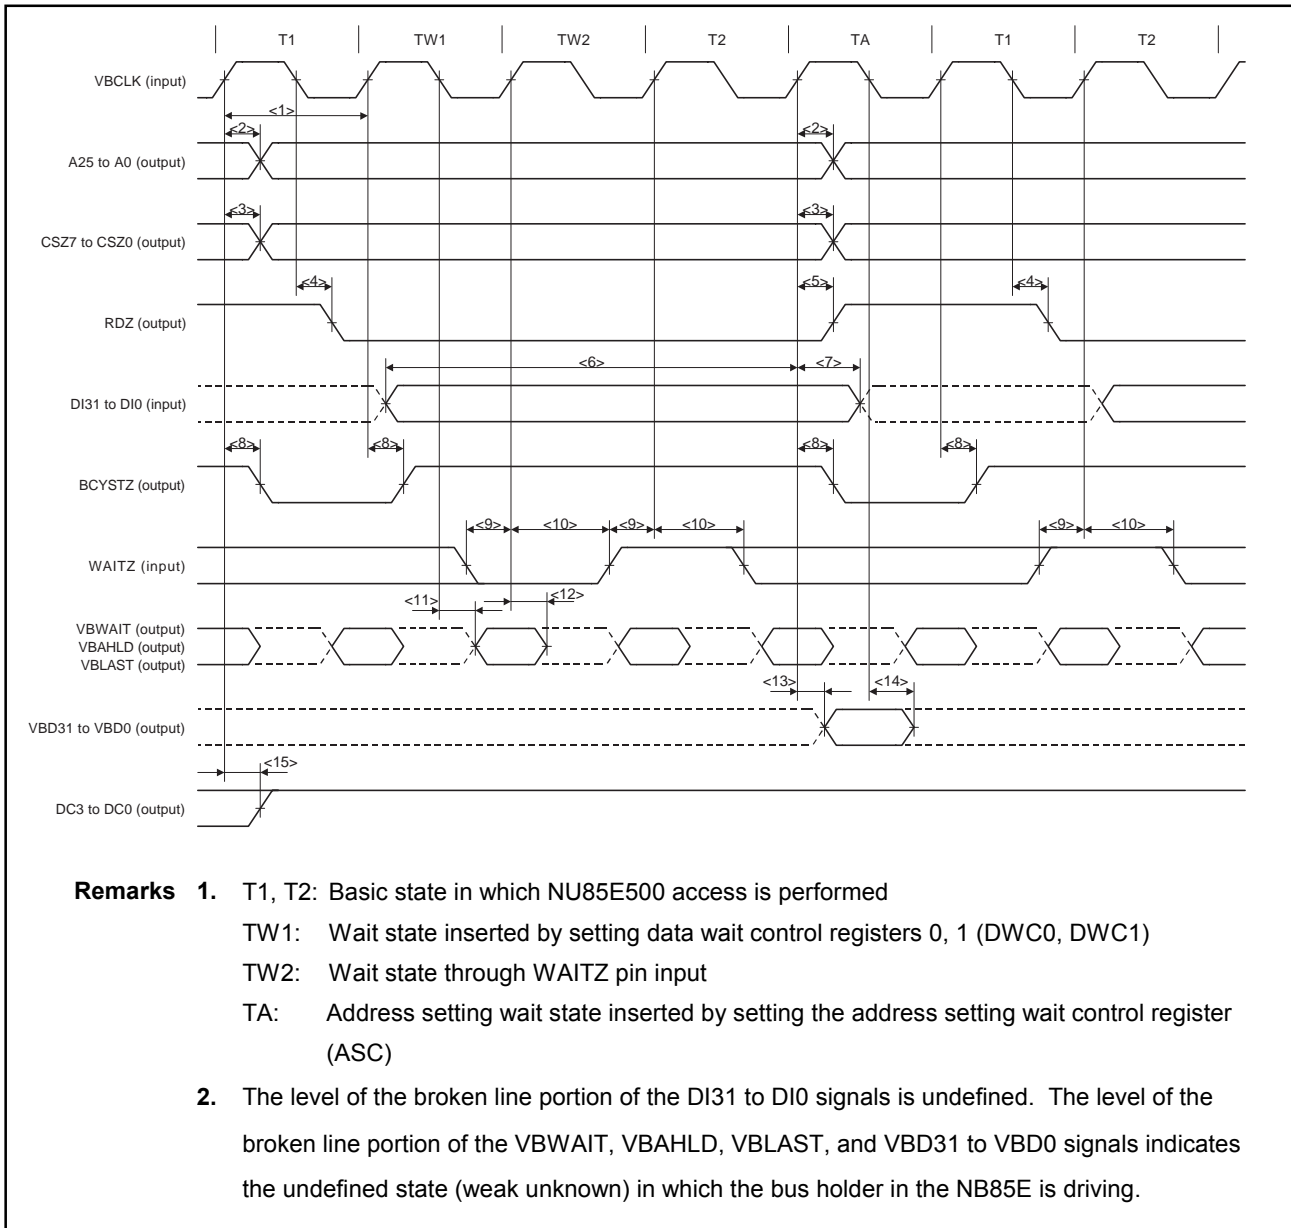 T1 TW1 TW2 T2 TA T1 T2
VBCLK (input)
<1>
<2> <2>
A25 to A0 (output)
<3> <3>
CSZ7 to CSZ0 (output)
<4> <5> <4>
RDZ (output)
<6> <7>
DI31 to DI0 (input)
<8> <8> <8> <8>
BCYSTZ (output)
<9> <10> <9> <10> <9> <10>
WAITZ (input)
<11> <12>
VBWAIT (output)
VBAHLD (output)
VBLAST (output)
<13> <14>
VBD31 to VBD0 (output)
<15>
DC3 to DC0 (output)
Remarks 1. T1, T2: Basic state in which NU85E500 access is performed
TW1: Wait state inserted by setting data wait control registers 0, 1 (DWC0, DWC1)
TW2: Wait state through WAITZ pin input
TA: Address setting wait state inserted by setting the address setting wait control register
(ASC)
2. The level of the broken line portion of the DI31 to DI0 signals is undefined. The level of the
broken line portion of the VBWAIT, VBAHLD, VBLAST, and VBD31 to VBD0 signals indicates
the undefined state (weak unknown) in which the bus holder in the NB85E is driving.